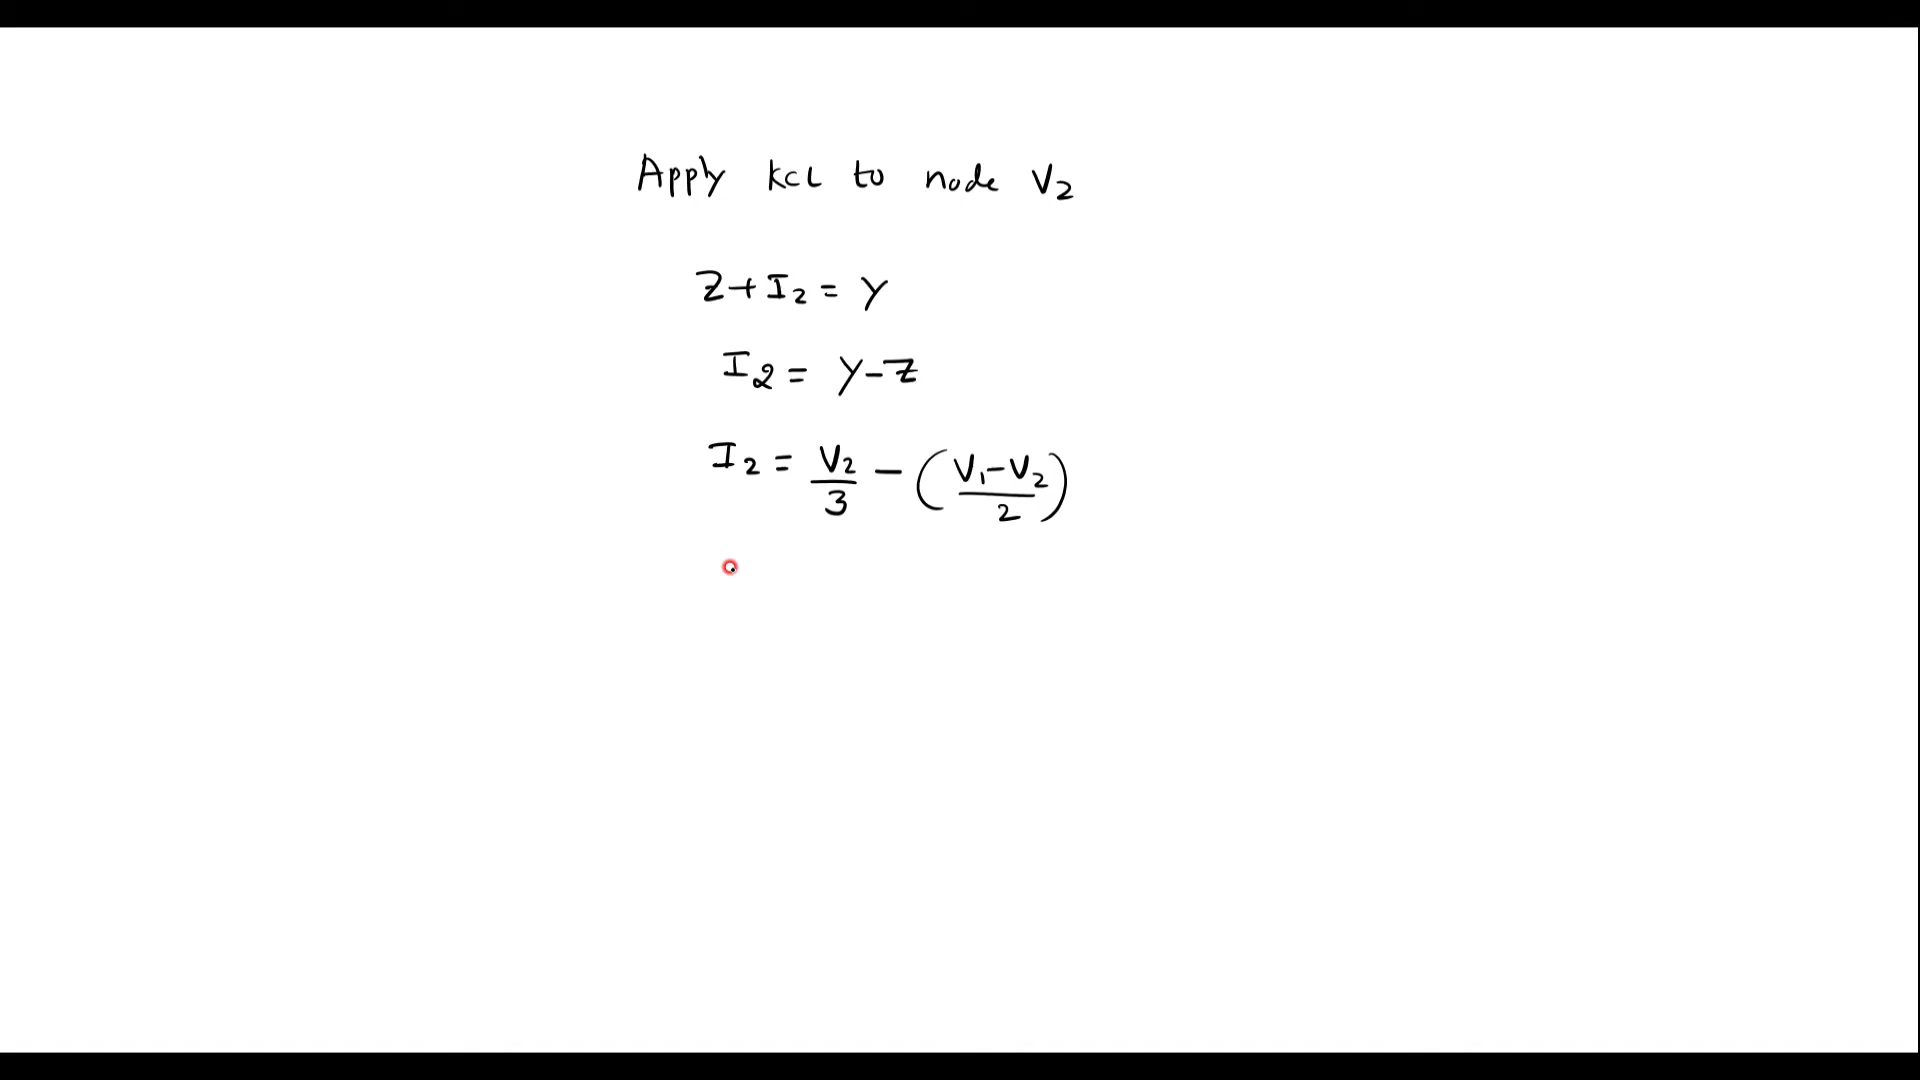 Apply KCL to node V₂
Z + I₂ = Y
I₂ = Y - Z
I₂ = V₂/3 - ((V₁ - V₂)/2)